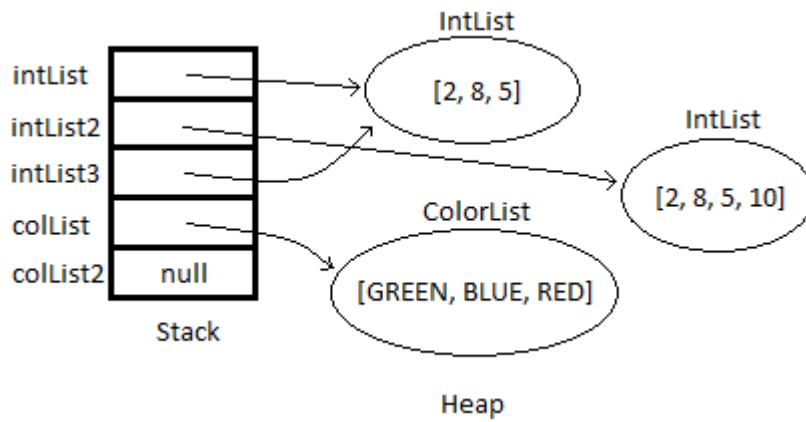 IntList
intList
[2, 8, 5]
intList2
IntList
intList3
[2, 8, 5, 10]
colList
ColorList
colList2
null
[GREEN, BLUE, RED]
Stack
Heap